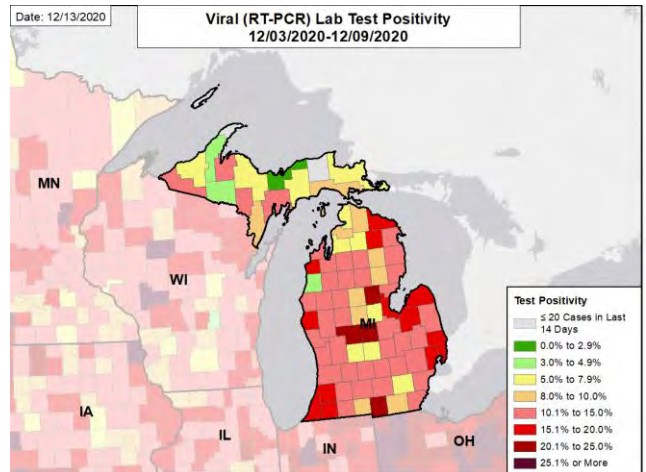 Date: 12/13/2020
Viral (RT-PCR) Lab Test Positivity
12/03/2020-12/09/2020
MN
WI
MI
IA
IL
IN
OH
Test Positivity
≤ 20 Cases in Last
14 Days
0.0% to 2.9%
3.0% to 4.9%
5.0% to 7.9%
8.0% to 10.0%
10.1% to 15.0%
15.1% to 20.0%
20.1% to 25.0%
25.1% or More